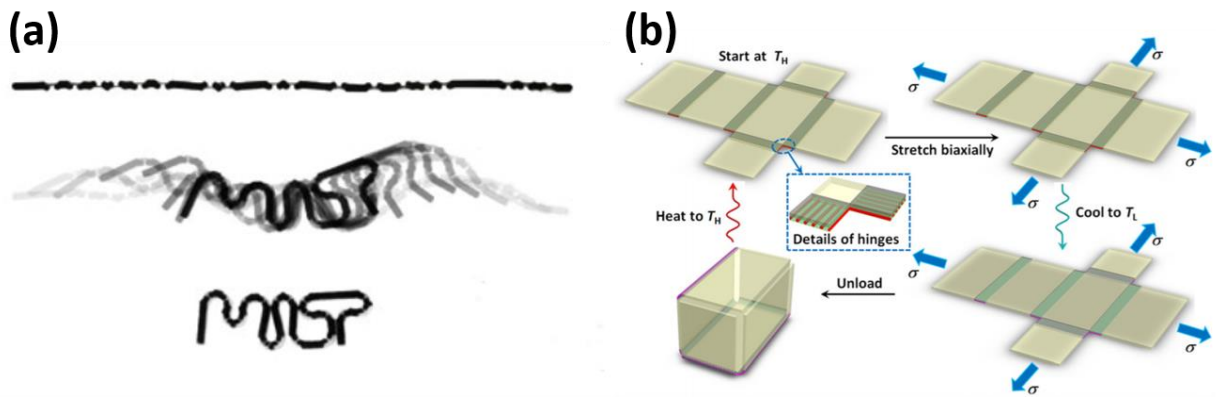 (a)
MIT
(b)
Start at T_H
σ
σ
Stretch biaxially
σ
σ
Heat to T_H
Details of hinges
Cool to T_L
σ
σ
Unload
σ
σ